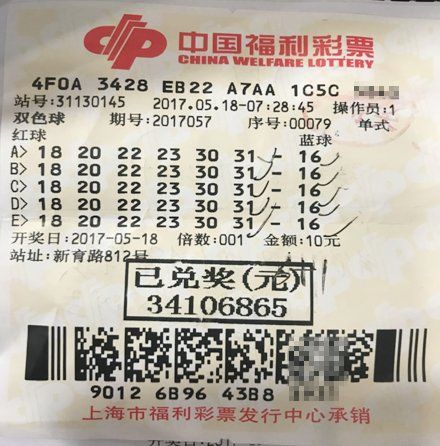 中国福利彩票
CHINA WELFARE LOTTERY
4F0A 3428 EB22 A7AA 1C5C
站号:31130145 2017.05.18-07:28:45 操作员:1
双色球 期号:2017057 序号:00079 单式
红球 蓝球
A> 18 20 22 23 30 31 - 16
B> 18 20 22 23 30 31 - 16
C> 18 20 22 23 30 31 - 16
D> 18 20 22 23 30 31 - 16
E> 18 20 22 23 30 31 - 16
开奖日:2017-05-18 倍数:001 金额:10元
站址:新育路812号
已兑奖(元)
34106865
9012 6B96 43B8
上海市福利彩票发行中心承销